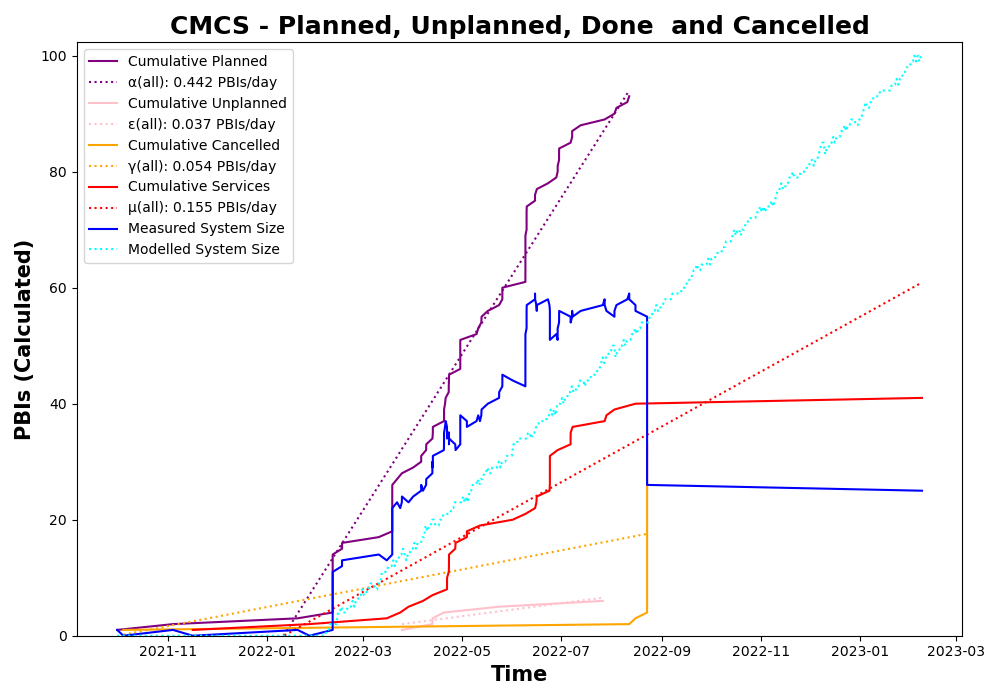 CMCS - Planned, Unplanned, Done  and Cancelled
PBIs (Calculated)
100
80
60
40
20
0
Cumulative Planned
α(all): 0.442 PBIs/day
Cumulative Unplanned
ε(all): 0.037 PBIs/day
Cumulative Cancelled
γ(all): 0.054 PBIs/day
Cumulative Services
μ(all): 0.155 PBIs/day
Measured System Size
Modelled System Size
2021-11 2022-01 2022-03 2022-05 2022-07 2022-09 2022-11 2023-01 2023-03
Time